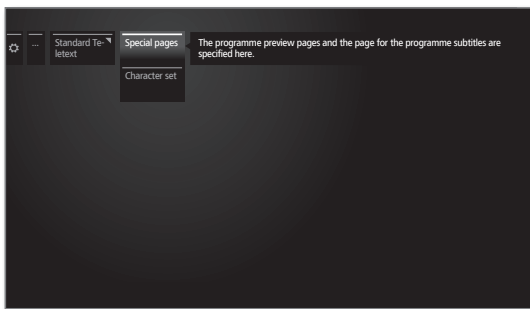 ... Standard Te- Special pages The programme preview pages and the page for the programme subtitles are
letext specified here.
Character set